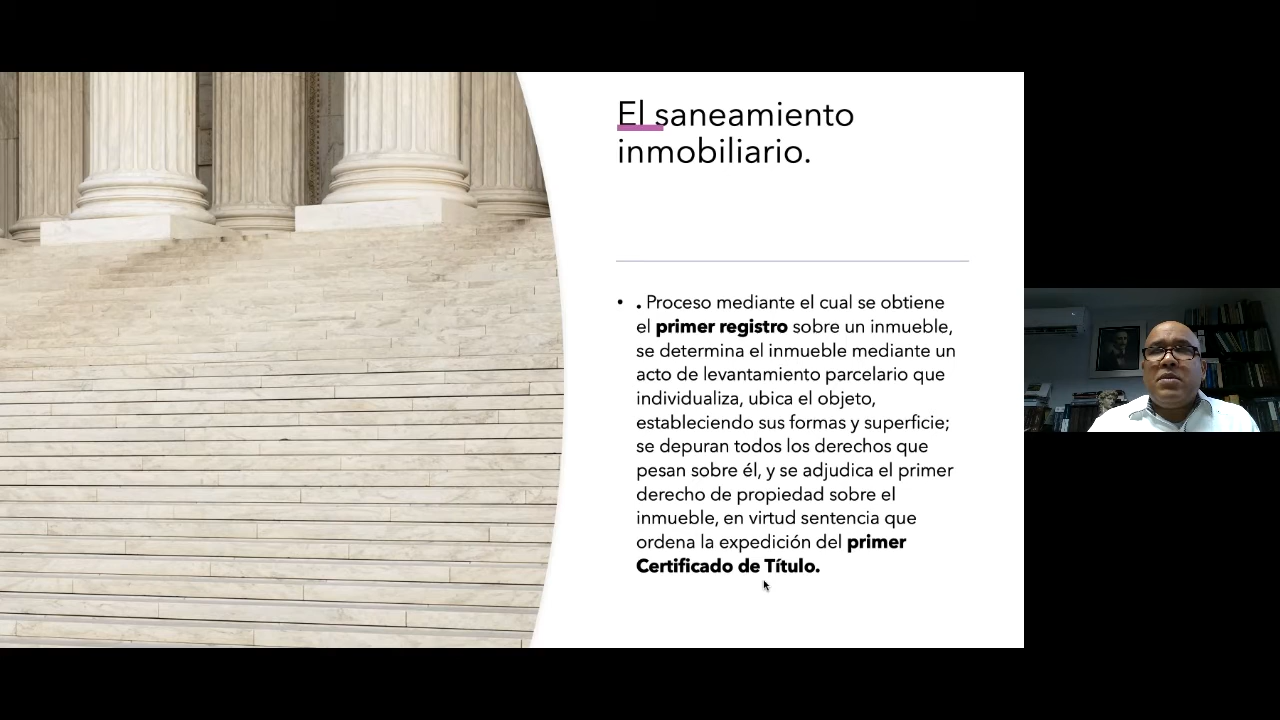 El saneamiento
inmobiliario.
• . Proceso mediante el cual se obtiene
el primer registro sobre un inmueble,
se determina el inmueble mediante un
acto de levantamiento parcelario que
individualiza, ubica el objeto,
estableciendo sus formas y superficie;
se depuran todos los derechos que
pesan sobre él, y se adjudica el primer
derecho de propiedad sobre el
inmueble, en virtud sentencia que
ordena la expedición del primer
Certificado de Título.